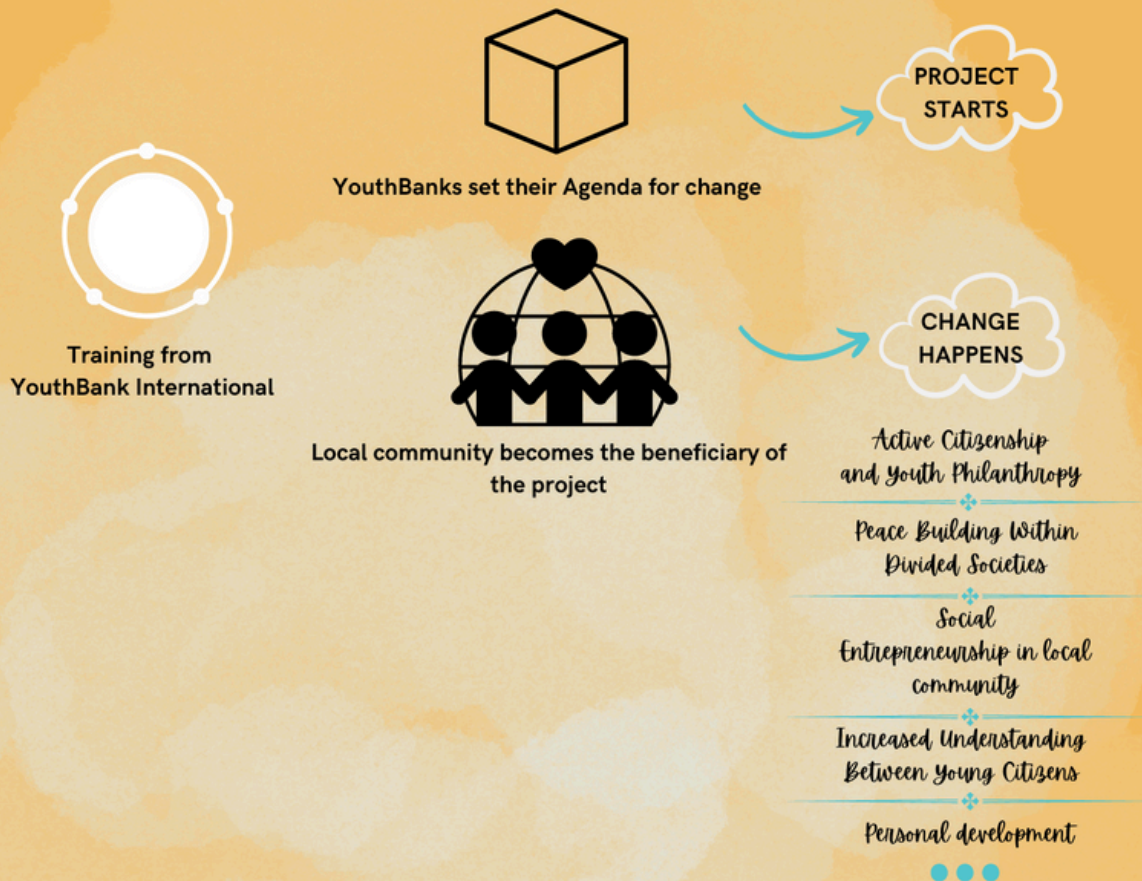 PROJECT
STARTS
YouthBanks set their Agenda for change
Training from
YouthBank International
CHANGE
HAPPENS
Local community becomes the beneficiary of
the project
Active Citizenship
and Youth Philanthropy
Peace Building Within
Divided Societies
Social
Entrepreneurship in local
community
Increased Understanding
Between Young Citizens
Personal development